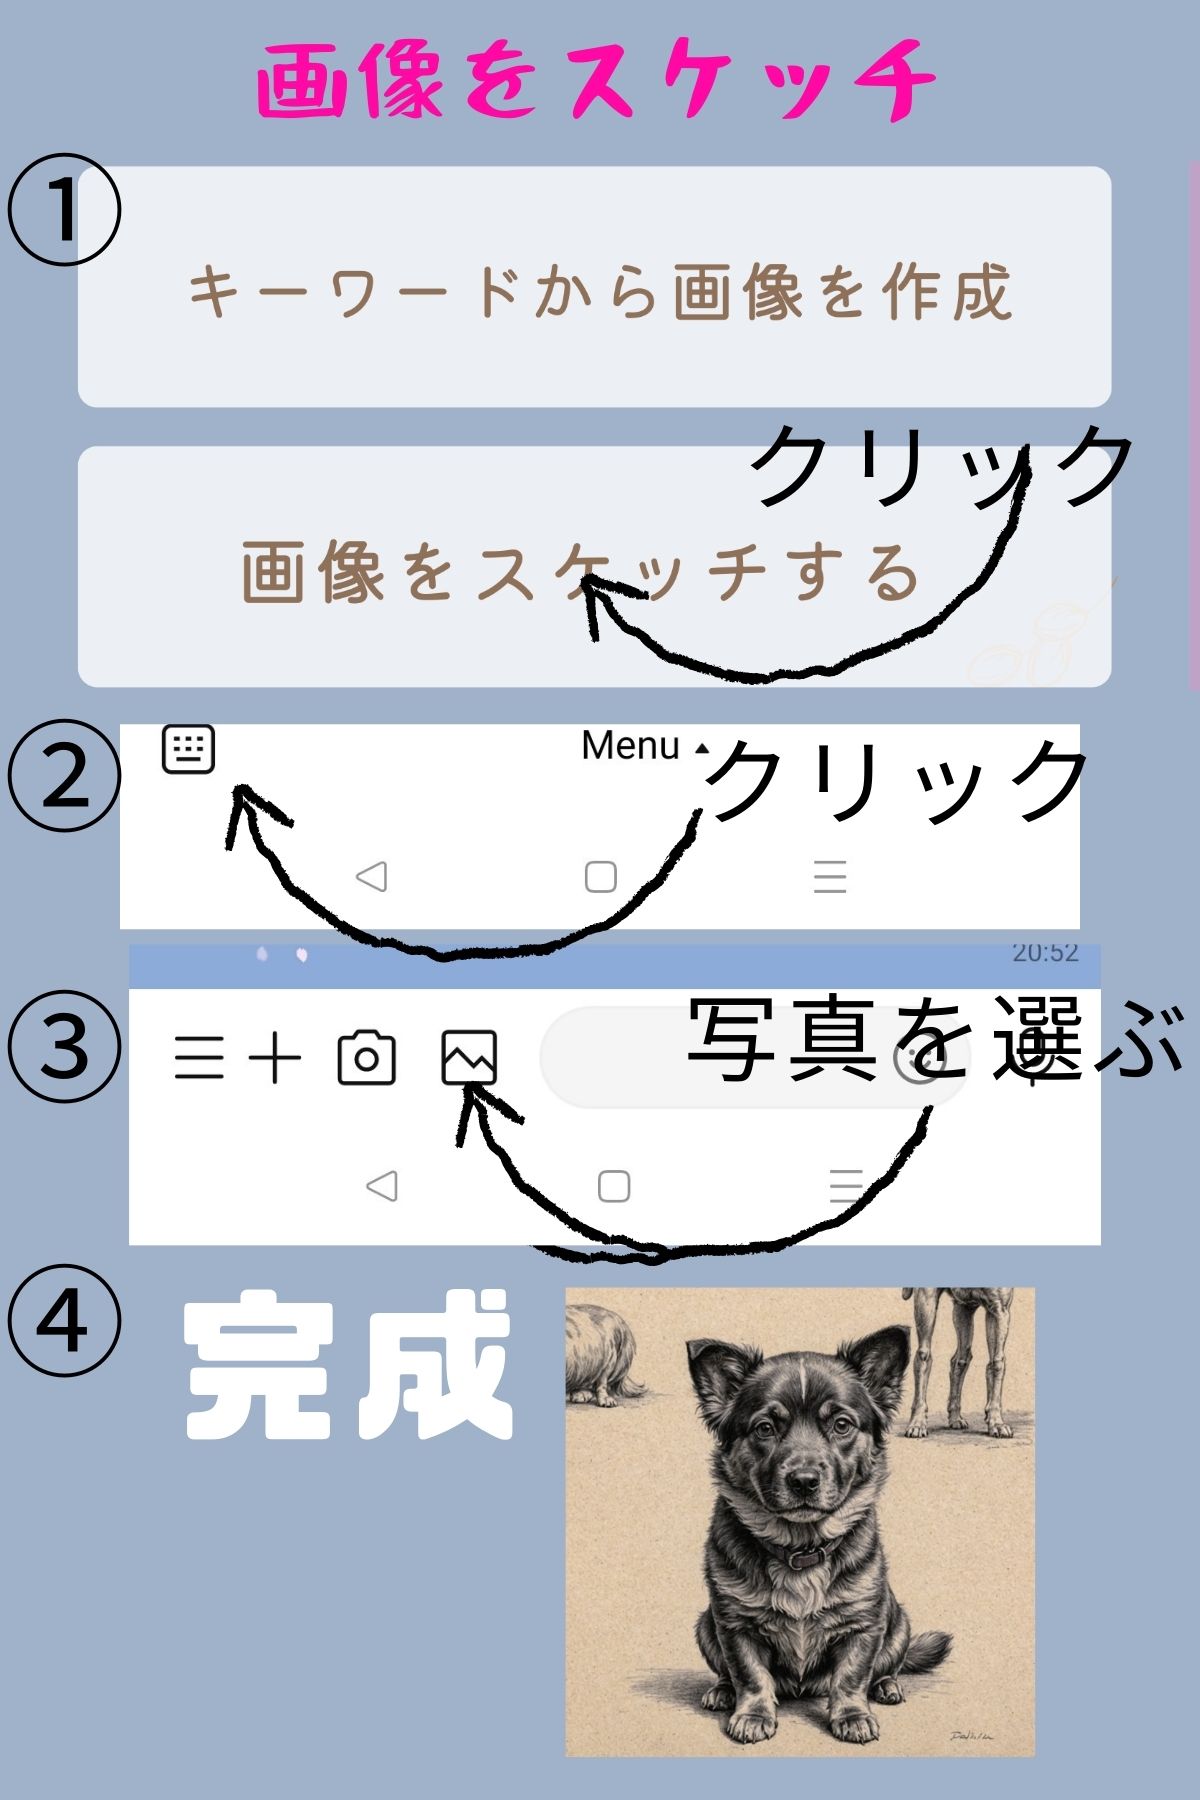 画像をスケッチ
①
キーワードから画像を作成
クリック
画像をスケッチする
②
Menu ▲
クリック
20:52
③
写真を選ぶ
④
完成